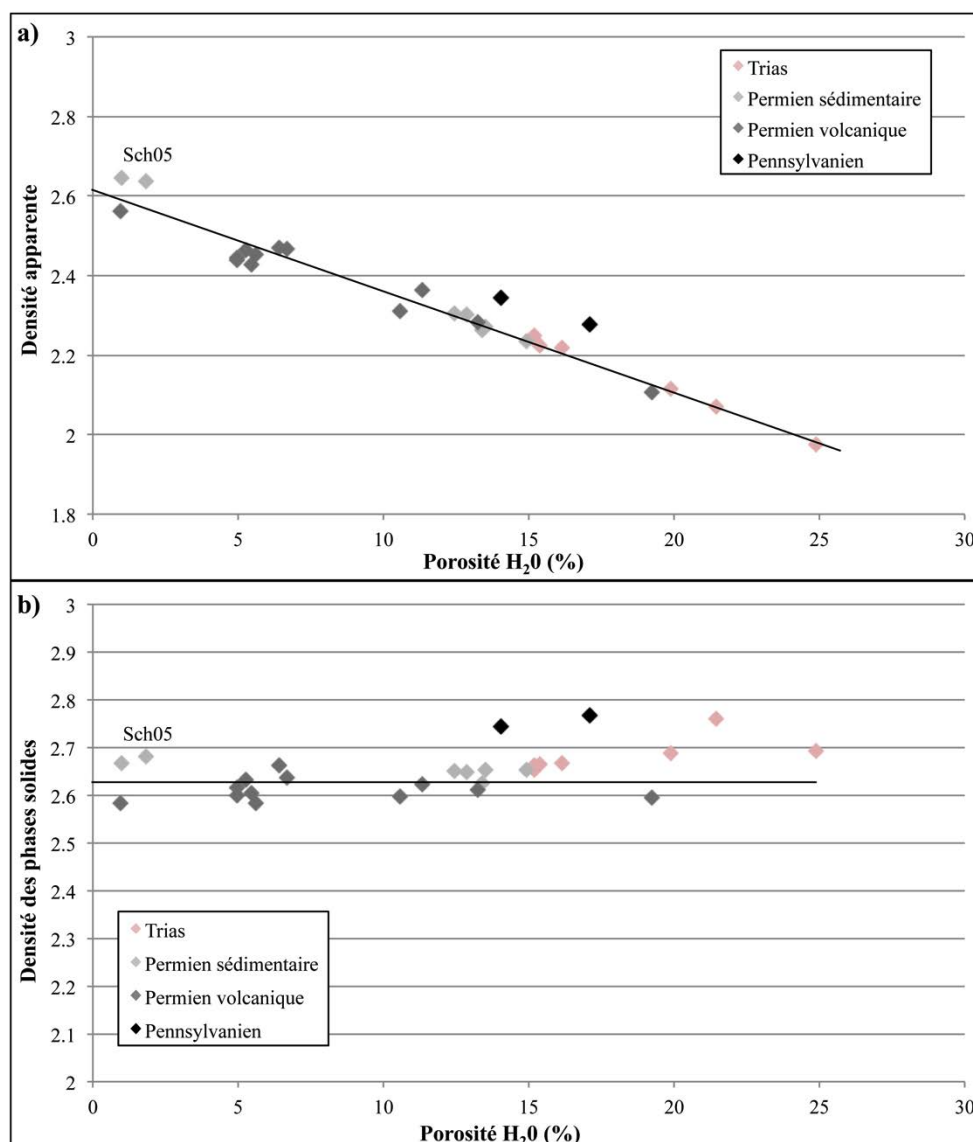 a)
3
2.8
2.6
2.4
2.2
2
1.8
Densité apparente
Sch05
Trias
Permien sédimentaire
Permien volcanique
Pennsylvanien
0 5 10 15 20 25 30
Porosité H₂0 (%)
b)
3
2.9
2.8
2.7
2.6
2.5
2.4
2.3
2.2
2.1
2
Densité des phases solides
Sch05
Trias
Permien sédimentaire
Permien volcanique
Pennsylvanien
0 5 10 15 20 25 30
Porosité H₂0 (%)